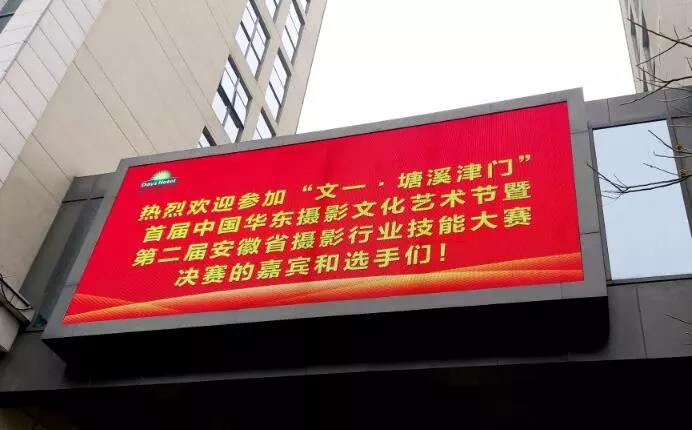 Days Hotel
热烈欢迎参加“文一·塘溪津门”
首届中国华东摄影文化艺术节暨
第二届安徽省摄影行业技能大赛
决赛的嘉宾和选手们！